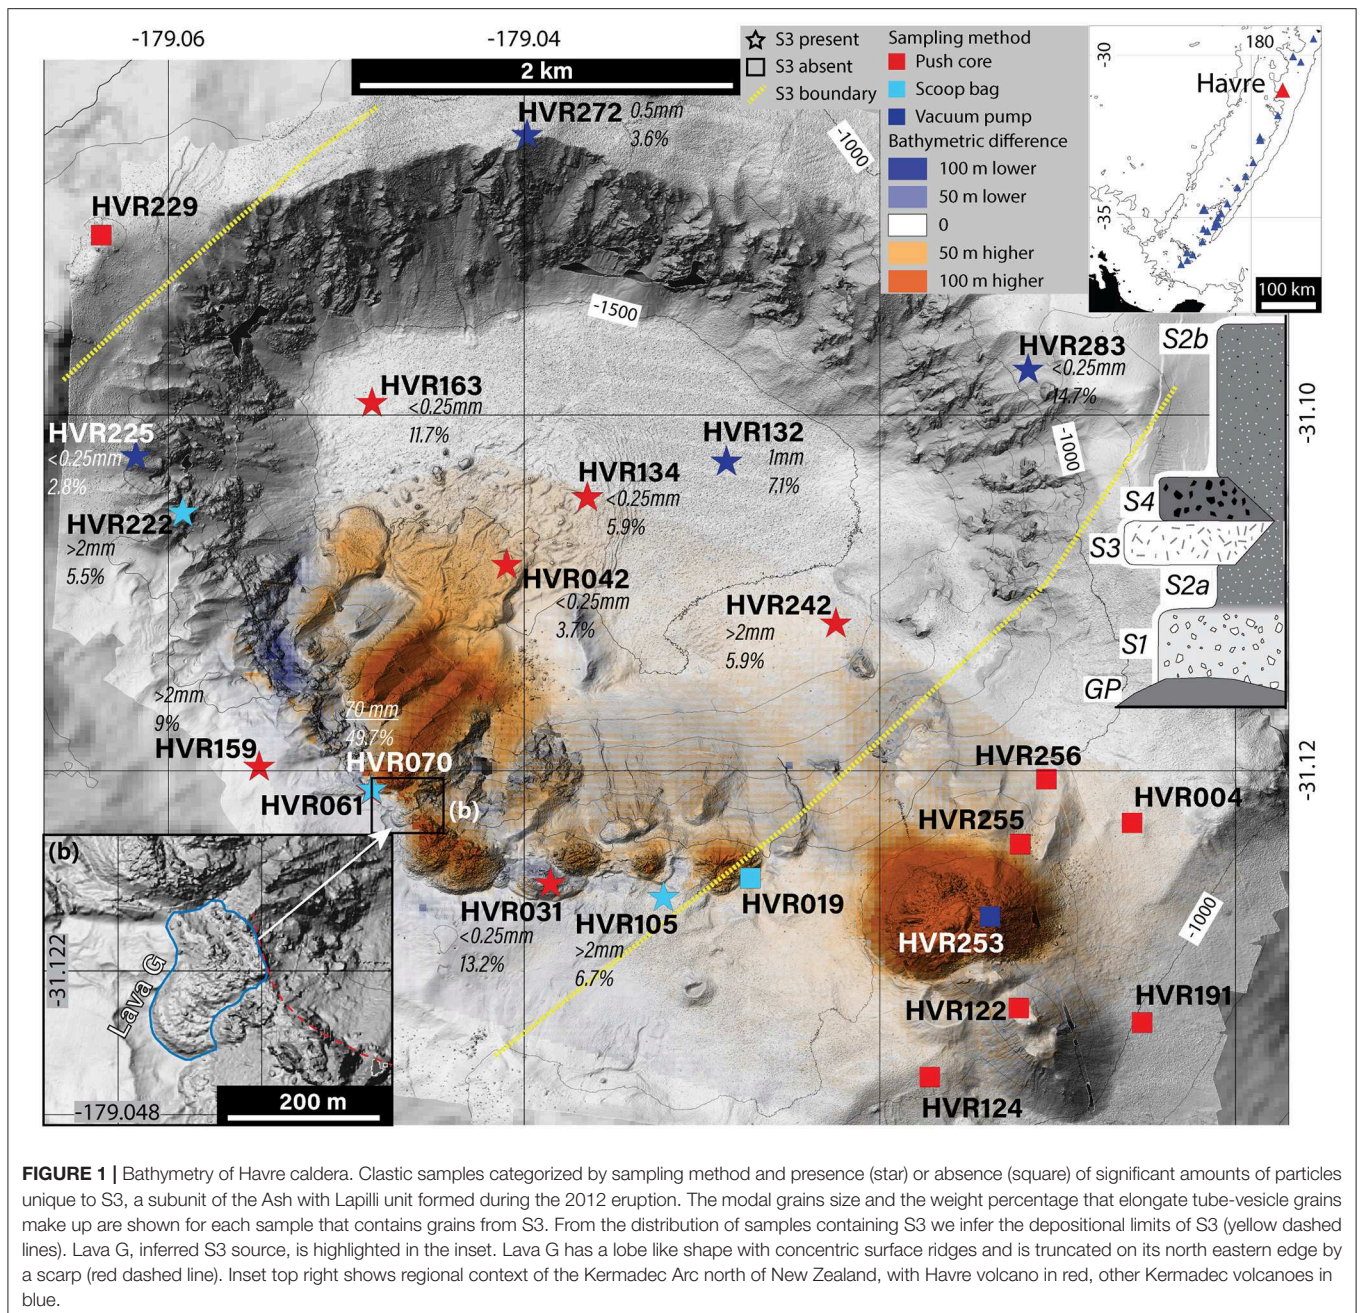 -179.06
-179.04
2 km
S3 present
S3 absent
S3 boundary
Sampling method
Push core
Scoop bag
Vacuum pump
Bathymetric difference
100 m lower
50 m lower
0
50 m higher
100 m higher
-30
180
Havre
-35
100 km
HVR272
0.5mm
3.6%
-1000
HVR229
-1500
HVR283
<0.25mm
14.7%
S2b
-31.10
HVR163
<0.25mm
11.7%
HVR225
<0.25mm
2.8%
HVR132
1mm
7.1%
-1000
HVR134
<0.25mm
5.9%
S4
HVR222
>2mm
5.5%
S3
HVR042
<0.25mm
3.7%
S2a
HVR242
>2mm
5.9%
S1
GP
>2mm
9%
HVR159
70 mm
49.7%
HVR070
HVR061
(b)
HVR256
-31.12
HVR004
HVR255
(b)
HVR031
<0.25mm
13.2%
HVR105
>2mm
6.7%
HVR019
HVR253
-1000
-31.122
Lava G
HVR122
HVR191
-179.048
200 m
HVR124
FIGURE 1 | Bathymetry of Havre caldera. Clastic samples categorized by sampling method and presence (star) or absence (square) of significant amounts of particles
unique to S3, a subunit of the Ash with Lapilli unit formed during the 2012 eruption. The modal grains size and the weight percentage that elongate tube-vesicle grains
make up are shown for each sample that contains grains from S3. From the distribution of samples containing S3 we infer the depositional limits of S3 (yellow dashed
lines). Lava G, inferred S3 source, is highlighted in the inset. Lava G has a lobe like shape with concentric surface ridges and is truncated on its north eastern edge by
a scarp (red dashed line). Inset top right shows regional context of the Kermadec Arc north of New Zealand, with Havre volcano in red, other Kermadec volcanoes in
blue.